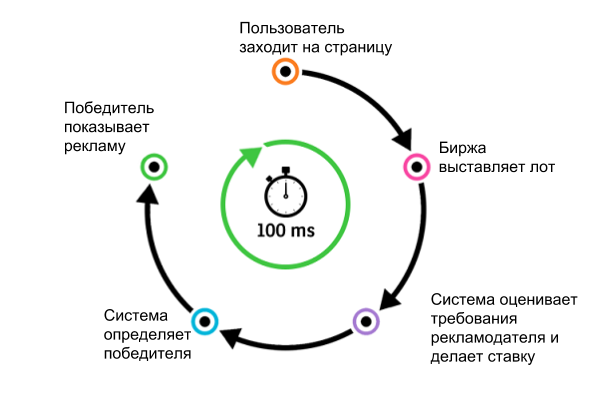 Пользователь
заходит на страницу
Биржа
выставляет лот
Система оценивает
требования
рекламодателя и
делает ставку
Система
определяет
победителя
Победитель
показывает
рекламу
100 ms